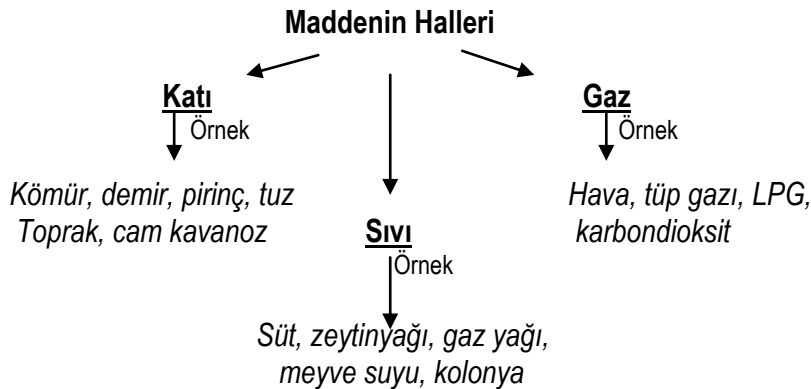 Maddenin Halleri
Katı
Örnek
Kömür, demir, pirinç, tuz
Toprak, cam kavanoz
Sıvı
Örnek
Süt, zeytinyağı, gaz yağı,
meyve suyu, kolonya
Gaz
Örnek
Hava, tüp gazı, LPG,
karbondioksit